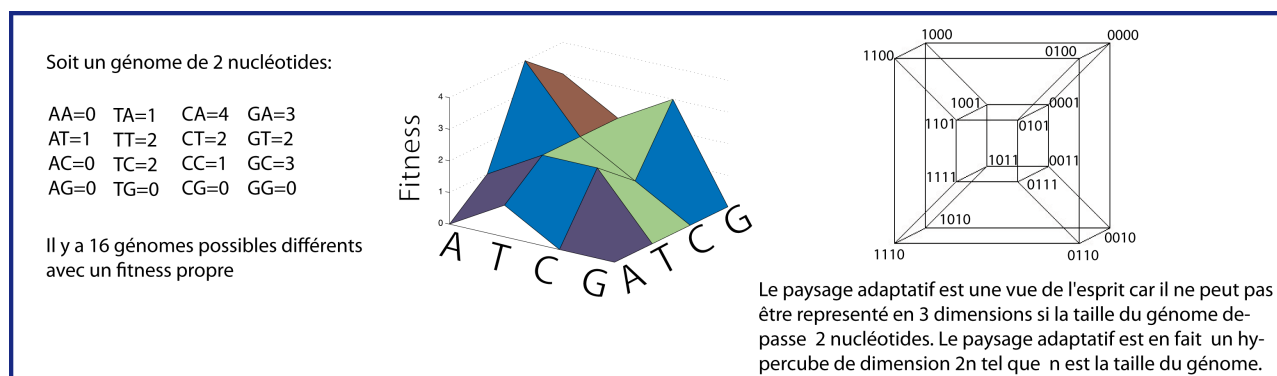 Soit un génome de 2 nucléotides:
AA=0 TA=1 CA=4 GA=3
AT=1 TT=2 CT=2 GT=2
AC=0 TC=2 CC=1 GC=3
AG=0 TG=0 CG=0 GG=0
Il y a 16 génomes possibles différents
avec un fitness propre
Fitness
4
3
2
1
0
A T C G A T C G
1000 0000
1100 0100
1001 0001
1101 0101
1011 0011
1111 0111
1010 0010
1110 0110
Le paysage adaptatif est une vue de l'esprit car il ne peut pas
être representé en 3 dimensions si la taille du génome de-
passe 2 nucléotides. Le paysage adaptatif est en fait un hy-
percube de dimension 2n tel que n est la taille du génome.